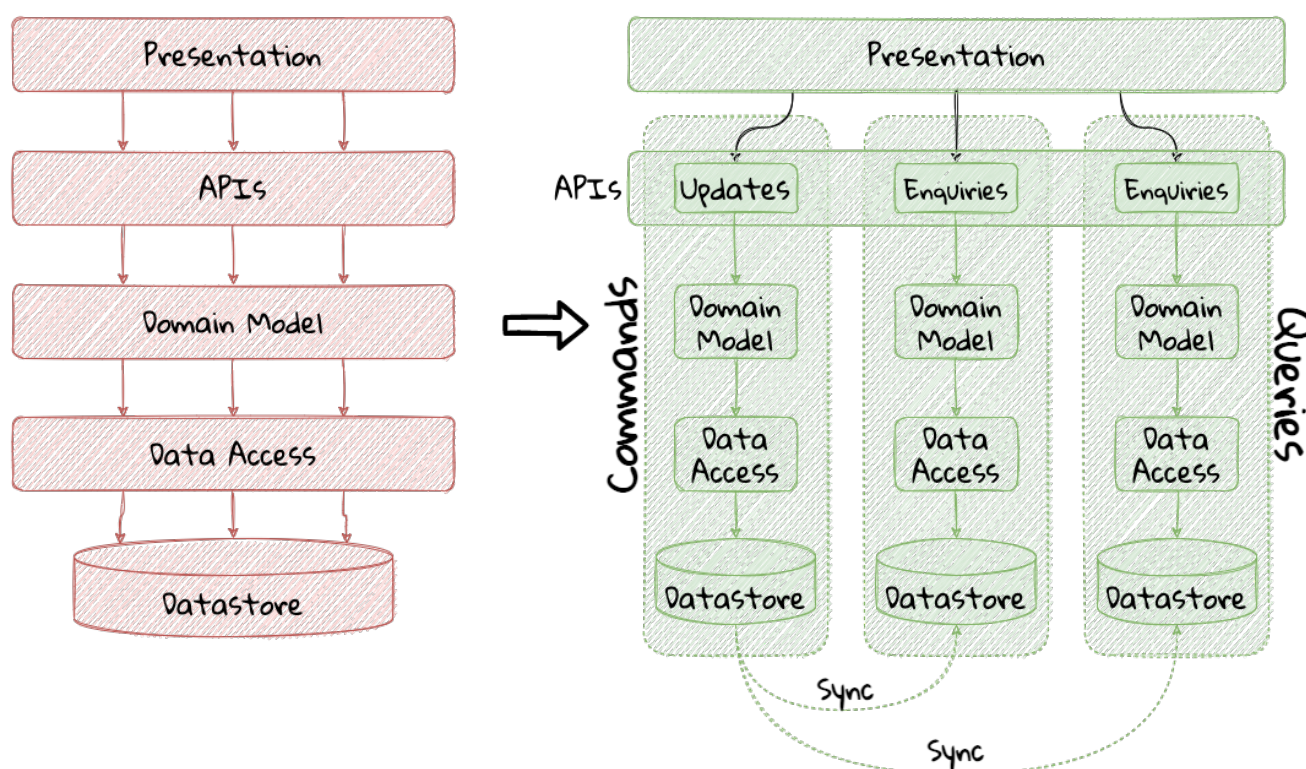 Presentation
APIs
Domain Model
Data Access
Datastore
Presentation
APIs
Updates
Enquiries
Enquiries
Commands
Domain
Model
Domain
Model
Domain
Model
Queries
Data
Access
Data
Access
Data
Access
Datastore
Datastore
Datastore
Sync
Sync